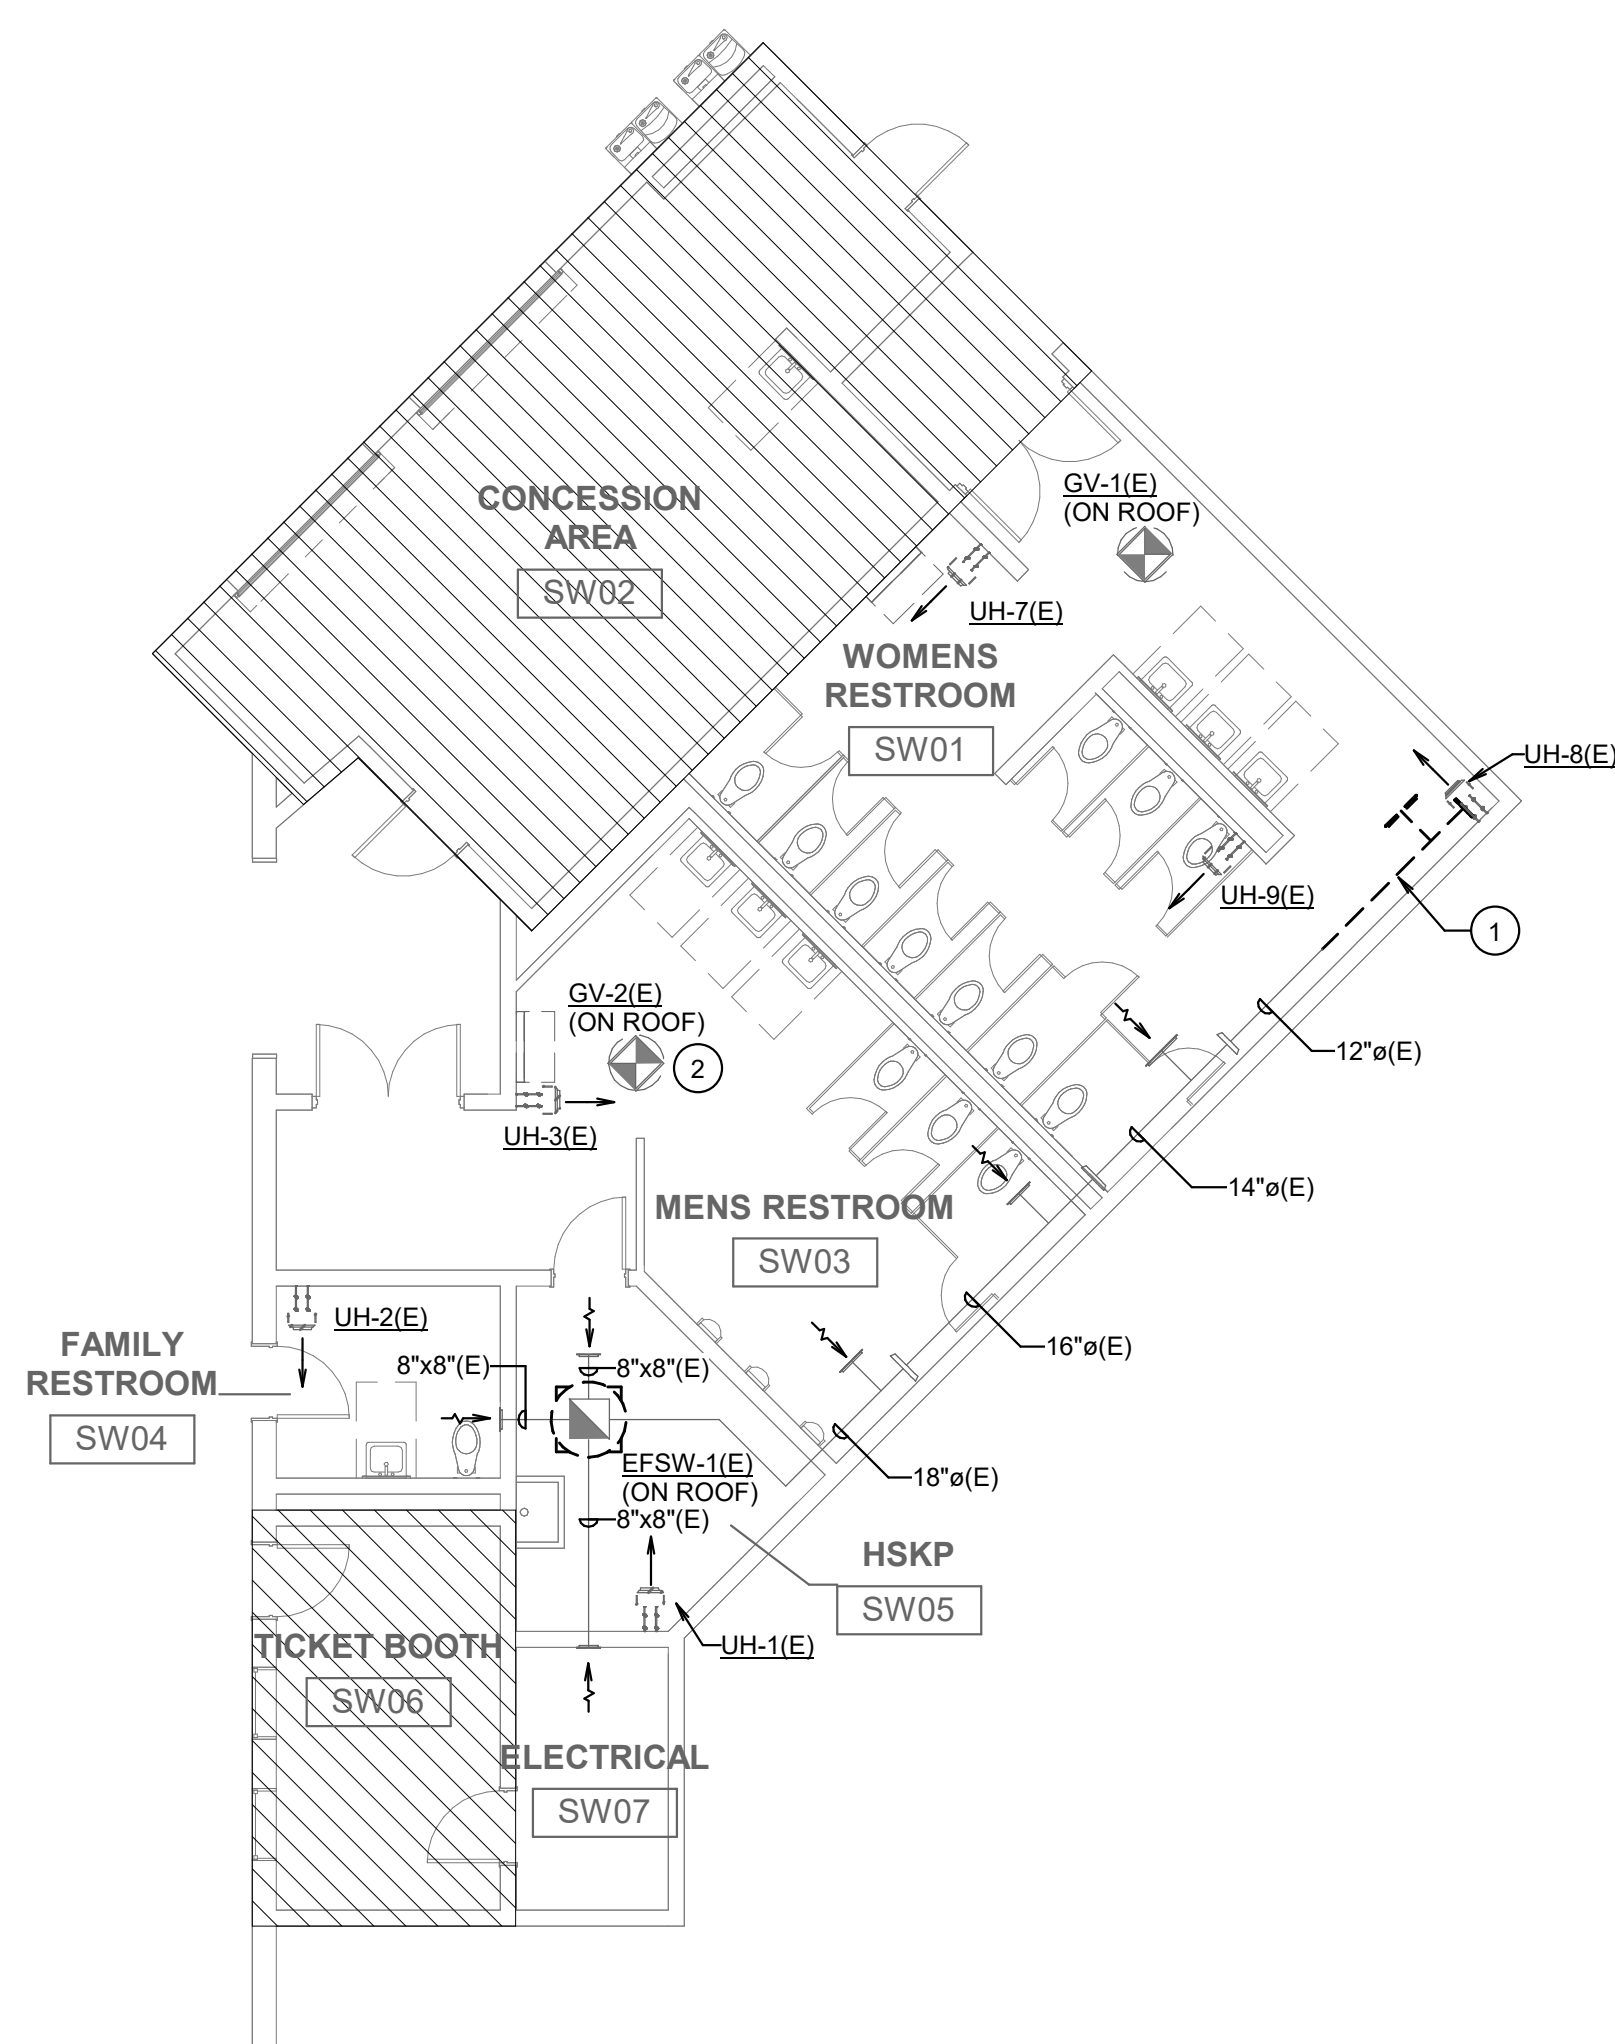 CONCESSION
AREA
SW02
GV-1(E)
(ON ROOF)
UH-7(E)
WOMENS
RESTROOM
SW01
UH-8(E)
UH-9(E)
1
GV-2(E)
(ON ROOF)
2
12"ø(E)
UH-3(E)
14"ø(E)
MENS RESTROOM
SW03
UH-2(E)
FAMILY
RESTROOM
SW04
8"x8"(E)
8"x8"(E)
16"ø(E)
EFSW-1(E)
(ON ROOF)
8"x8"(E)
18"ø(E)
HSKP
SW05
UH-1(E)
TICKET BOOTH
SW06
ELECTRICAL
SW07